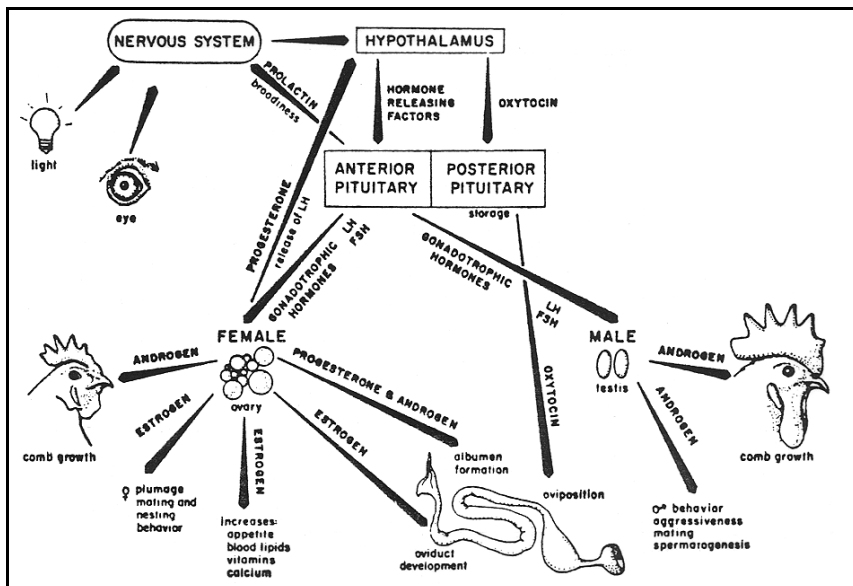 NERVOUS SYSTEM
HYPOTHALAMUS
PROLACTIN
broodiness
HORMONE
RELEASING
FACTORS
OXYTOCIN
light
eye
ANTERIOR
PITUITARY
POSTERIOR
PITUITARY
storage
PROGESTERONE
release of LH
GONADOTROPHIC
HORMONES
LH
FSH
GONADOTROPHIC
HORMONES
LH
FSH
FEMALE
ovary
MALE
testis
ANDROGEN
comb growth
ESTROGEN
♀ plumage
mating and
nesting
behavior
ESTROGEN
increases:
appetite
blood lipids
vitamins
calcium
PROGESTERONE & ANDROGEN
albumen
formation
ESTROGEN
oviduct development
OXYTOCIN
oviposition
ANDROGEN
comb growth
ANDROGEN
♂ behavior
aggressiveness
mating
spermarogenesis